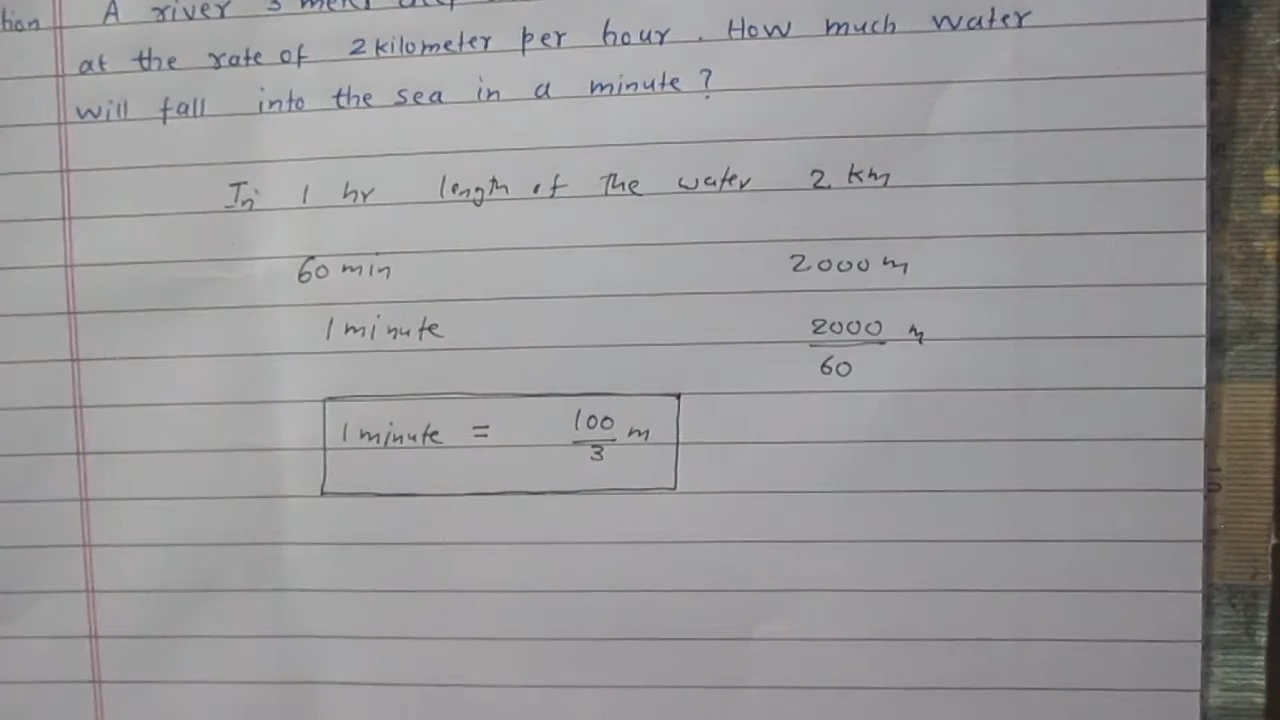 tion A river 3
at the rate of 2 kilometer per hour. How much water
will fall into the sea in a minute?
In 1 hr length of The water 2 km
60 min 2000 m
1 minute 2000 m
60
1 minute = 100 m
3